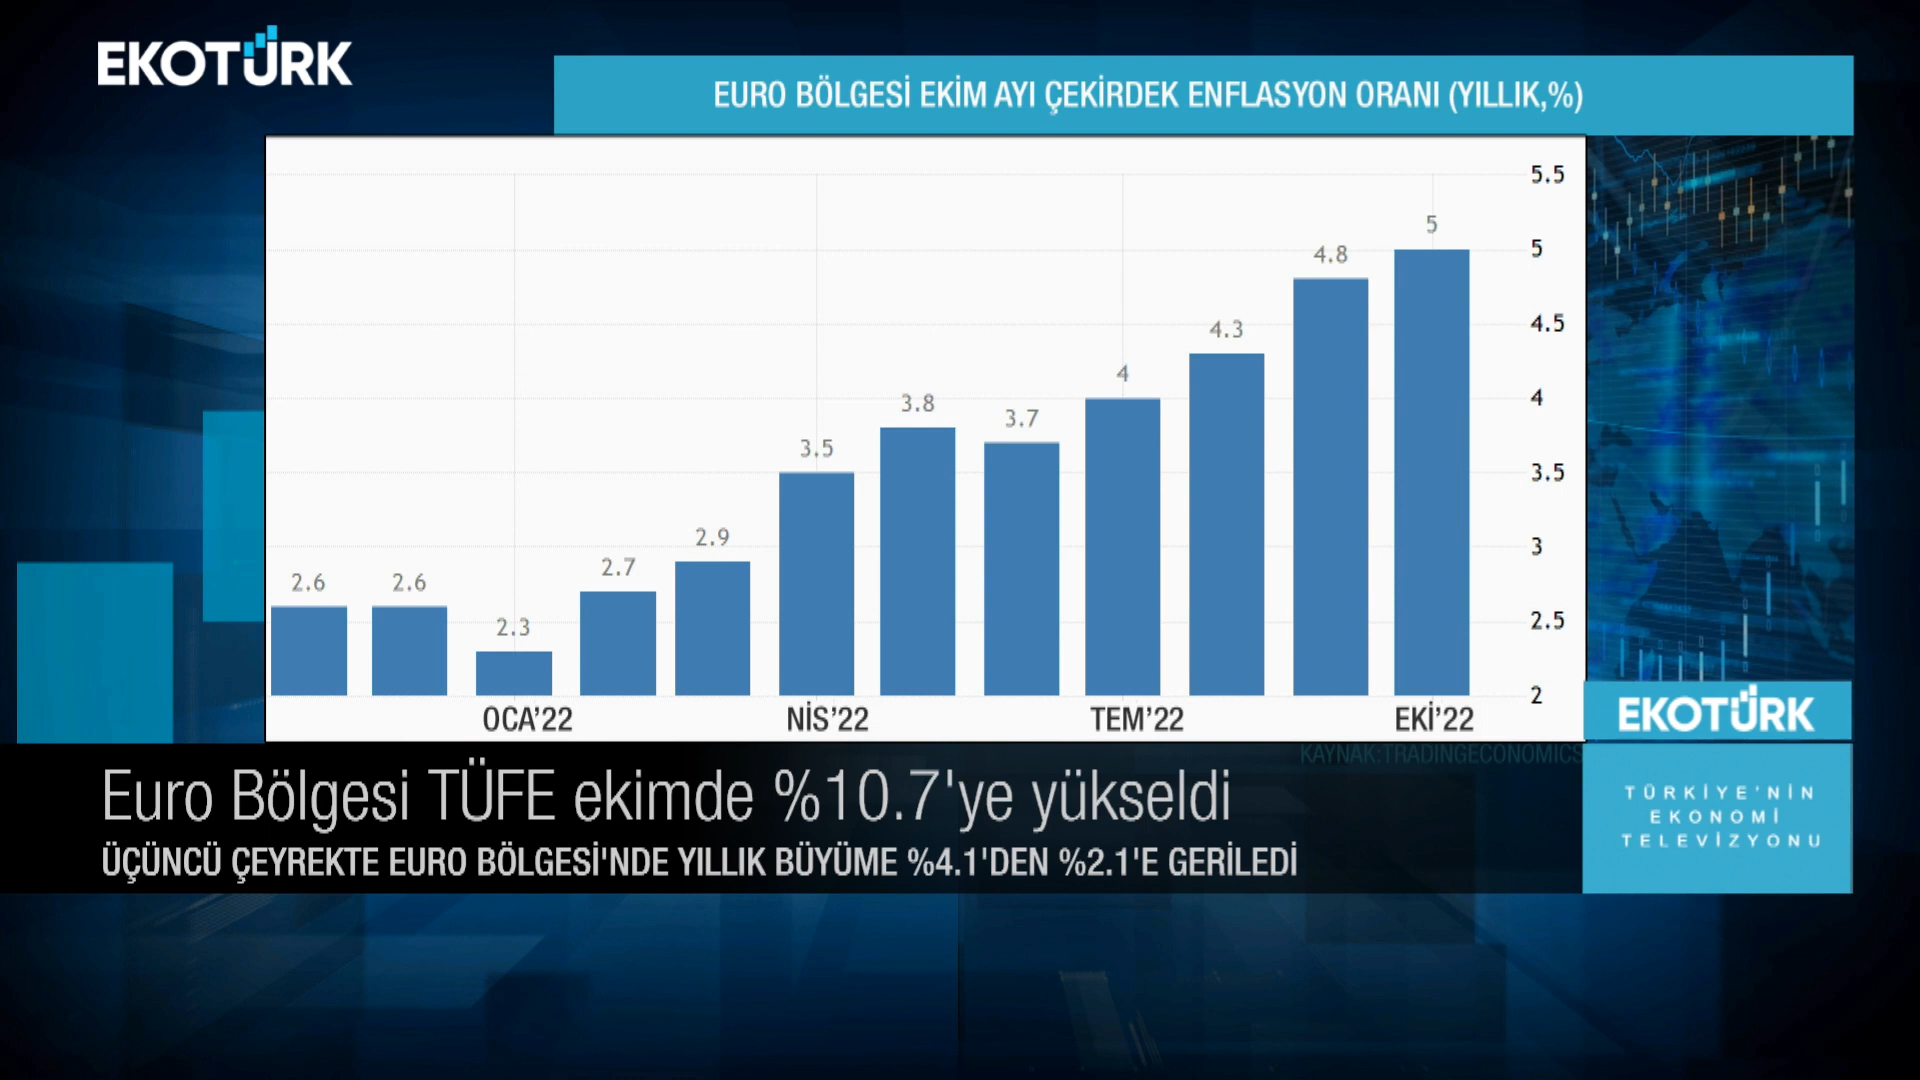 EKOTÜRK
EURO BÖLGESİ EKİM AYI ÇEKİRDEK ENFLASYON ORANI (YILLIK,%)
5.5
5
4.5
4
3.5
3
2.5
2
2.6
2.6
2.3
2.7
2.9
3.5
3.8
3.7
4
4.3
4.8
5
OCA'22
NİS'22
TEM'22
EKİ'22
EKOTÜRK
KAYNAK:TRADINGECONOMICS
Euro Bölgesi TÜFE ekimde %10.7'ye yükseldi
ÜÇÜNCÜ ÇEYREKTE EURO BÖLGESİ'NDE YILLIK BÜYÜME %4.1'DEN %2.1'E GERİLEDİ
TÜRKİYE'NİN
EKONOMİ
TELEVİZYONU